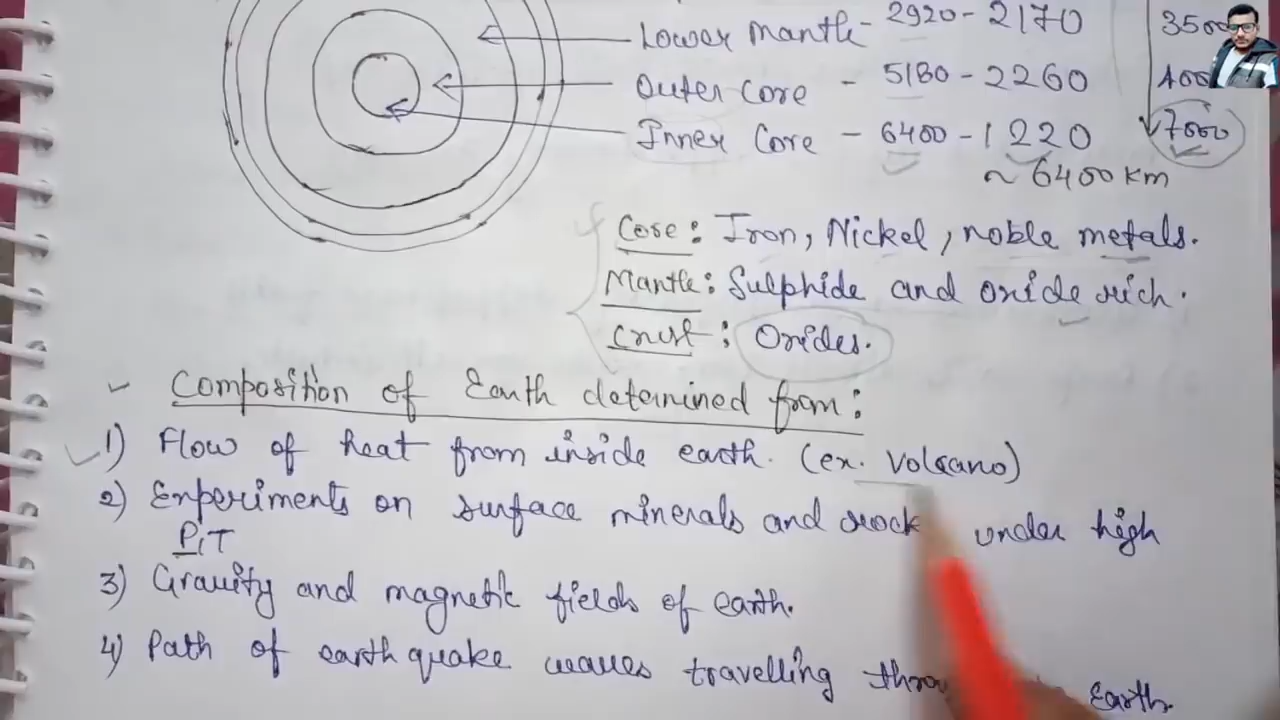 Lower Mantle - 2920 - 2170 3500
Outer Core - 5180 - 2260 400
Inner Core - 6400 - 1220 7000
~ 6400 km
Core: Iron, Nickel, noble metals.
Mantle: Sulphide and oxide rich.
Crust: Oxides.
Composition of Earth determined from:
1) Flow of heat from inside earth. (ex. Volcano)
2) Experiments on surface minerals and rock under high
P,T
3) Gravity and magnetic fields of earth.
4) Path of earthquake waves travelling Earth.